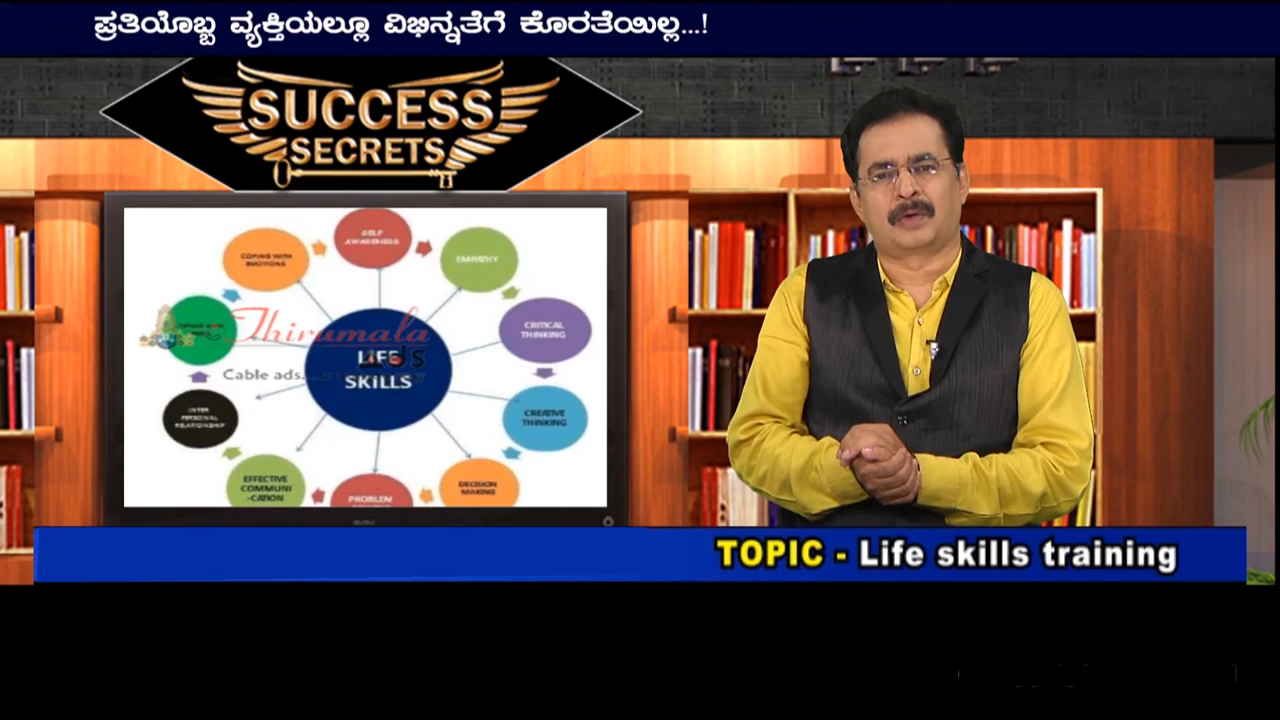 ಪ್ರತಿಯೊಬ್ಬ ವ್ಯಕ್ತಿಯಲ್ಲೂ ವಿಭಿನ್ನತೆಗೆ ಕೊರತೆಯಿಲ್ಲ...!
SUCCESS
SECRETS
SELF
AWARENESS
COPING WITH
EMOTIONS
EMPATHY
Thirumala
ads
Cable ads...
CRITICAL
THINKING
LIFE
SKILLS
INTER
PERSONAL
RELATIONSHIP
CREATIVE
THINKING
EFFECTIVE
COMMUNI
-CATION
PROBLEM
DECISION
MAKING
TOPIC - Life skills training